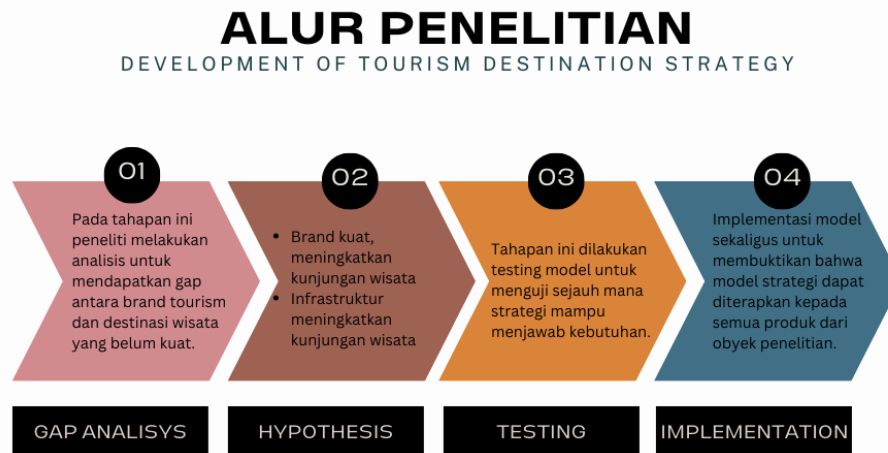 ALUR PENELITIAN
DEVELOPMENT OF TOURISM DESTINATION STRATEGY
01
Pada tahapan ini
peneliti melakukan
analisis untuk
mendapatkan gap
antara brand tourism
dan destinasi wisata
yang belum kuat.
GAP ANALISYS
02
• Brand kuat,
meningkatkan
kunjungan wisata
• Infrastruktur
meningkatkan
kunjungan wisata
HYPOTHESIS
03
Tahapan ini dilakukan
testing model untuk
menguji sejauh mana
strategi mampu
menjawab kebutuhan.
TESTING
04
Implementasi model
sekaligus untuk
membuktikan bahwa
model strategi dapat
diterapkan kepada
semua produk dari
obyek penelitian.
IMPLEMENTATION